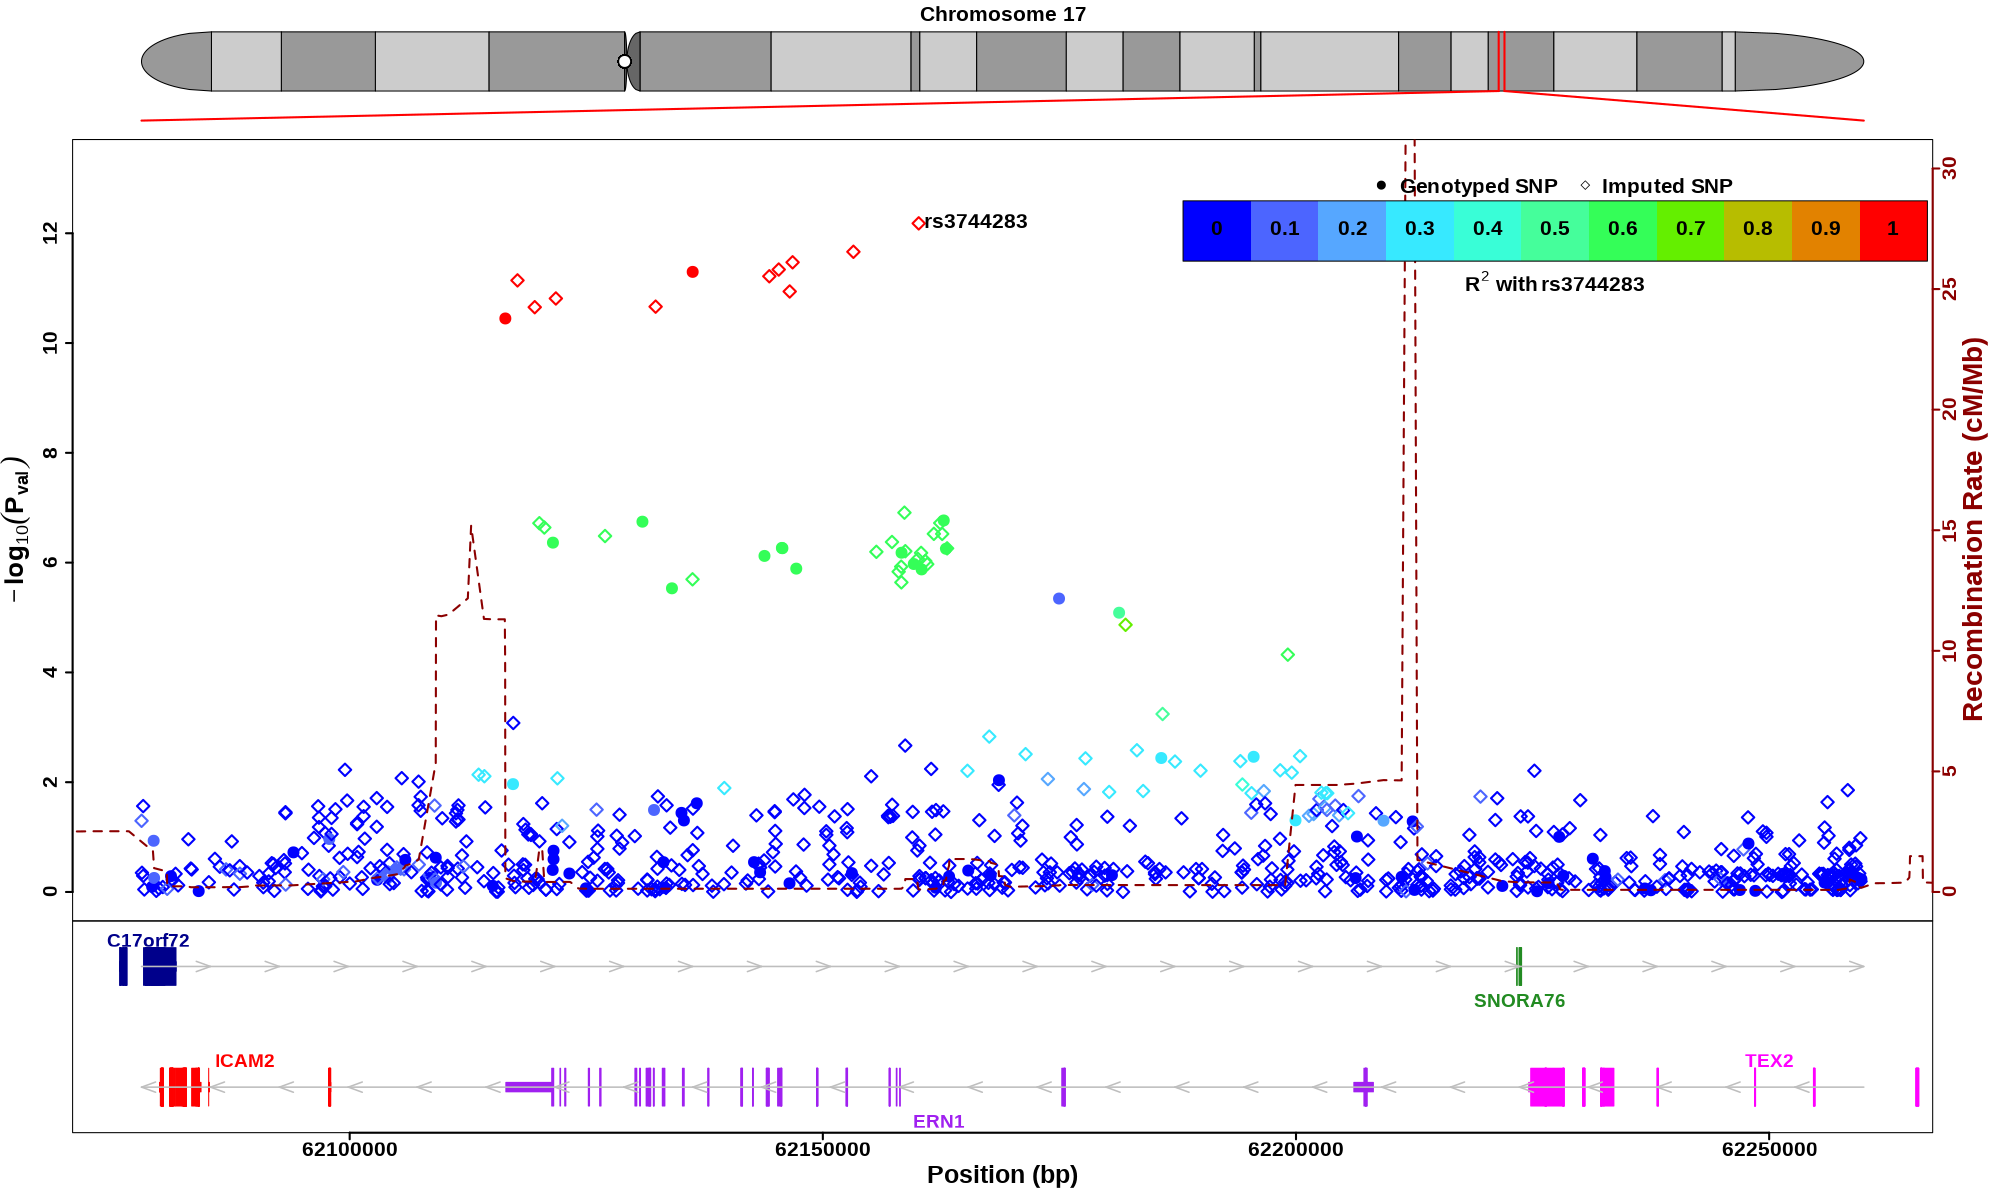 Chromosome 17
Genotyped SNP Imputed SNP
0 0.1 0.2 0.3 0.4 0.5 0.6 0.7 0.8 0.9 1
R² with rs3744283
rs3744283
12
10
8
6
4
2
0
−log10(Pval)
30
25
20
15
10
5
0
Recombination Rate (cM/Mb)
C17orf72
SNORA76
ICAM2
TEX2
ERN1
62100000 62150000 62200000 62250000
Position (bp)